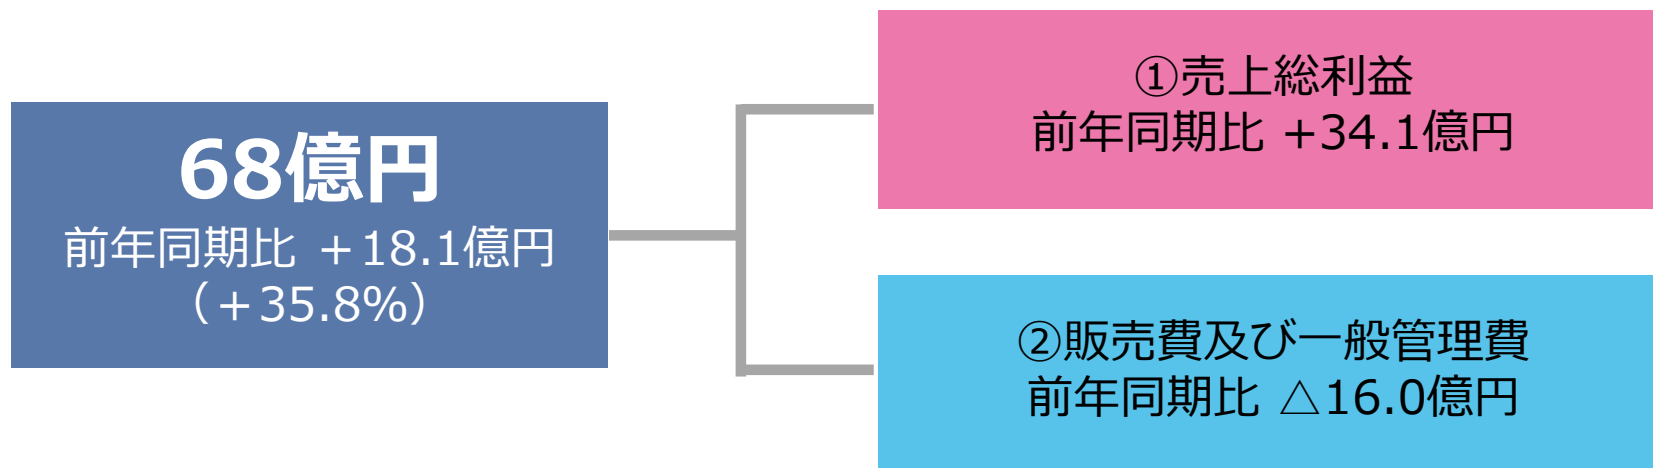 68億円
前年同期比 ＋18.1億円
（＋35.8%）
①売上総利益
前年同期比 +34.1億円
②販売費及び一般管理費
前年同期比 △16.0億円